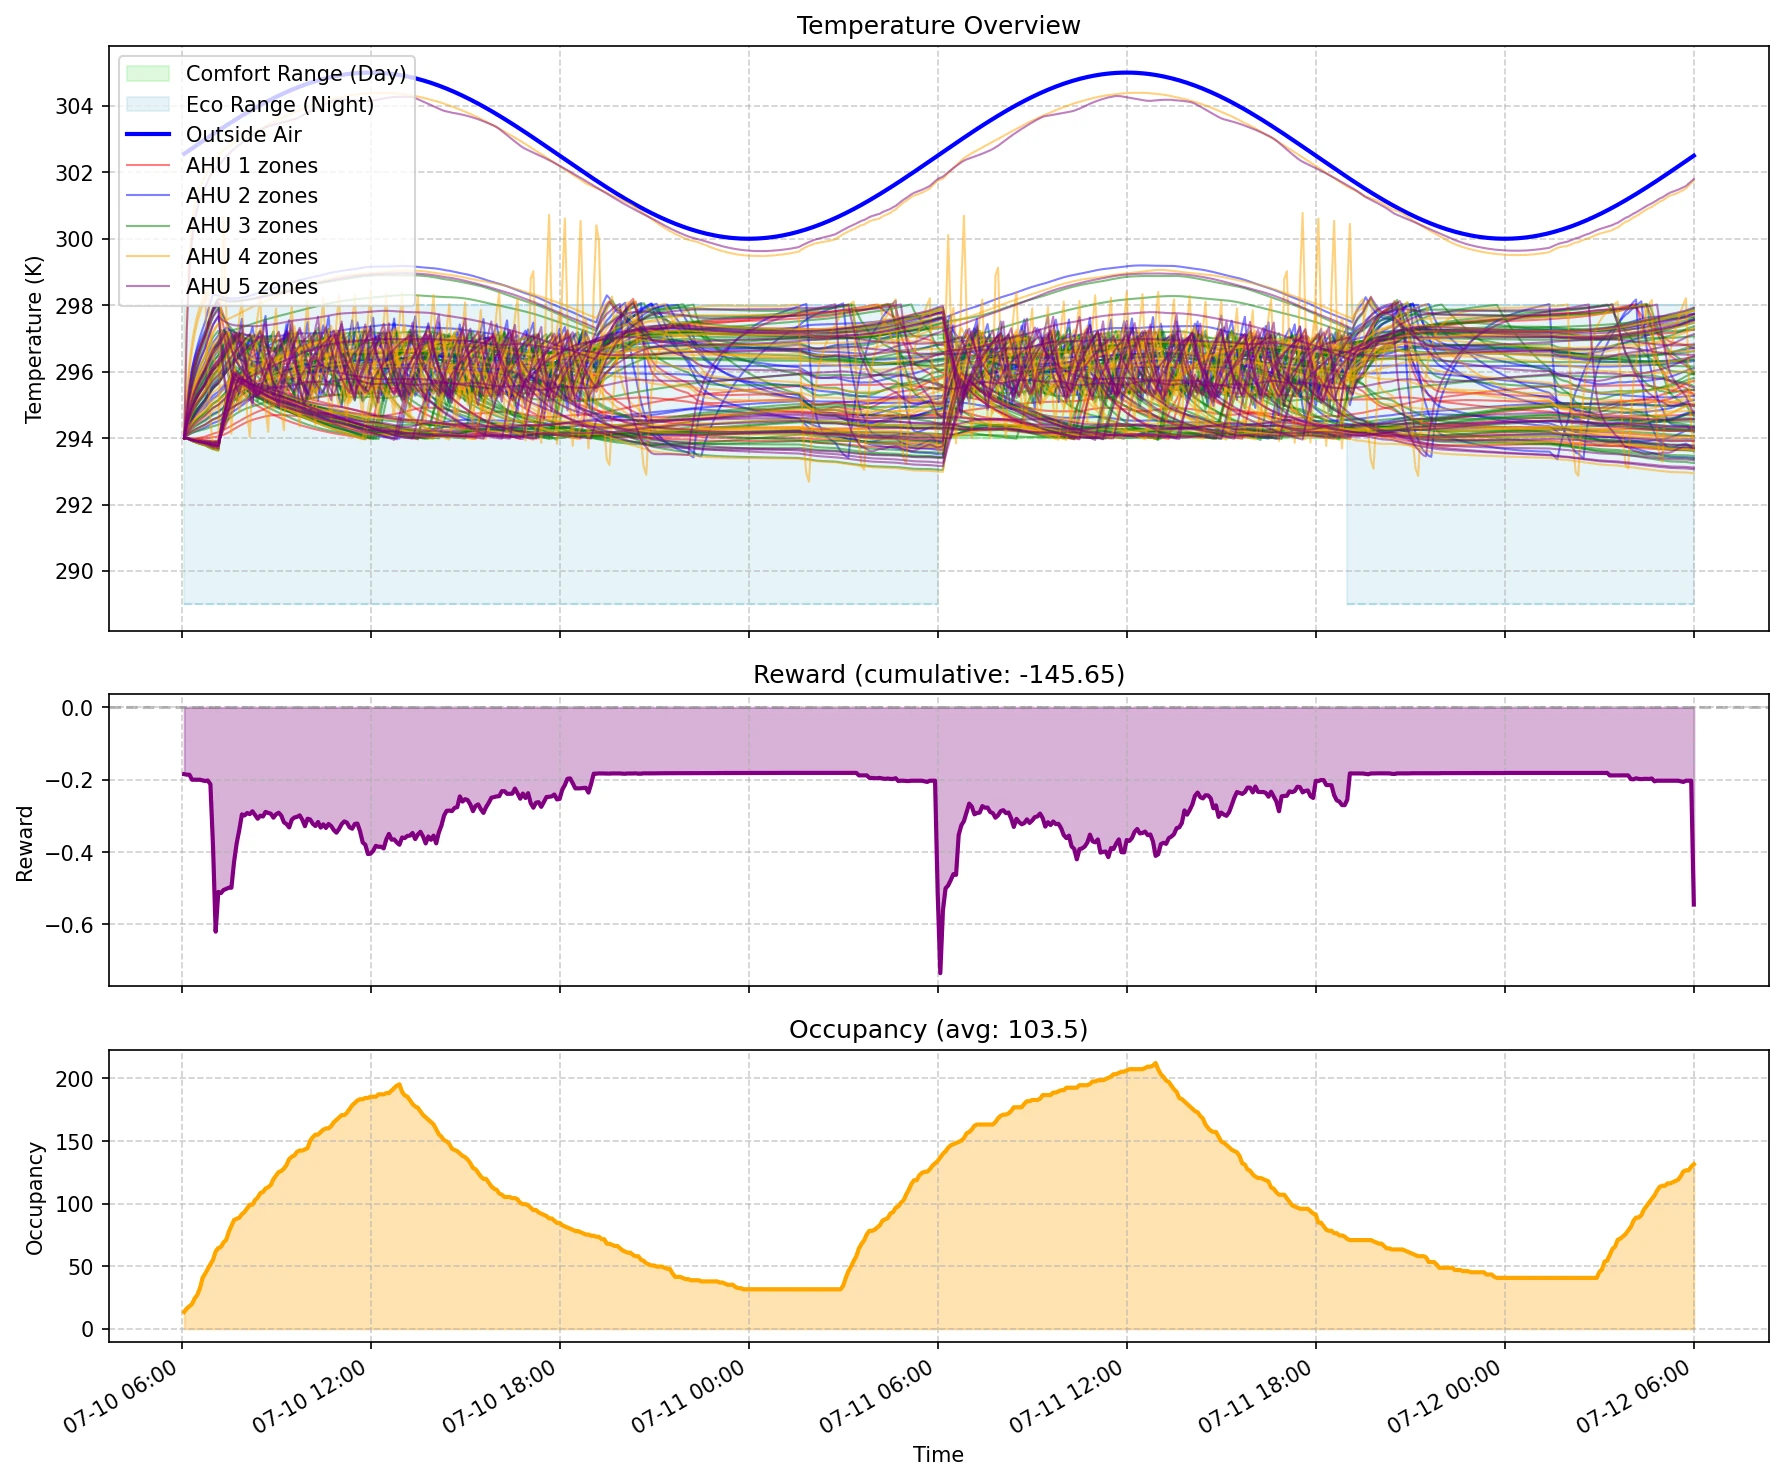 Temperature Overview
Comfort Range (Day)
Eco Range (Night)
Outside Air
AHU 1 zones
AHU 2 zones
AHU 3 zones
AHU 4 zones
AHU 5 zones
Temperature (K)
304
302
300
298
296
294
292
290
Reward (cumulative: -145.65)
Reward
0.0
−0.2
−0.4
−0.6
Occupancy (avg: 103.5)
Occupancy
200
150
100
50
0
07-10 06:00
07-10 12:00
07-10 18:00
07-11 00:00
07-11 06:00
07-11 12:00
07-11 18:00
07-12 00:00
07-12 06:00
Time